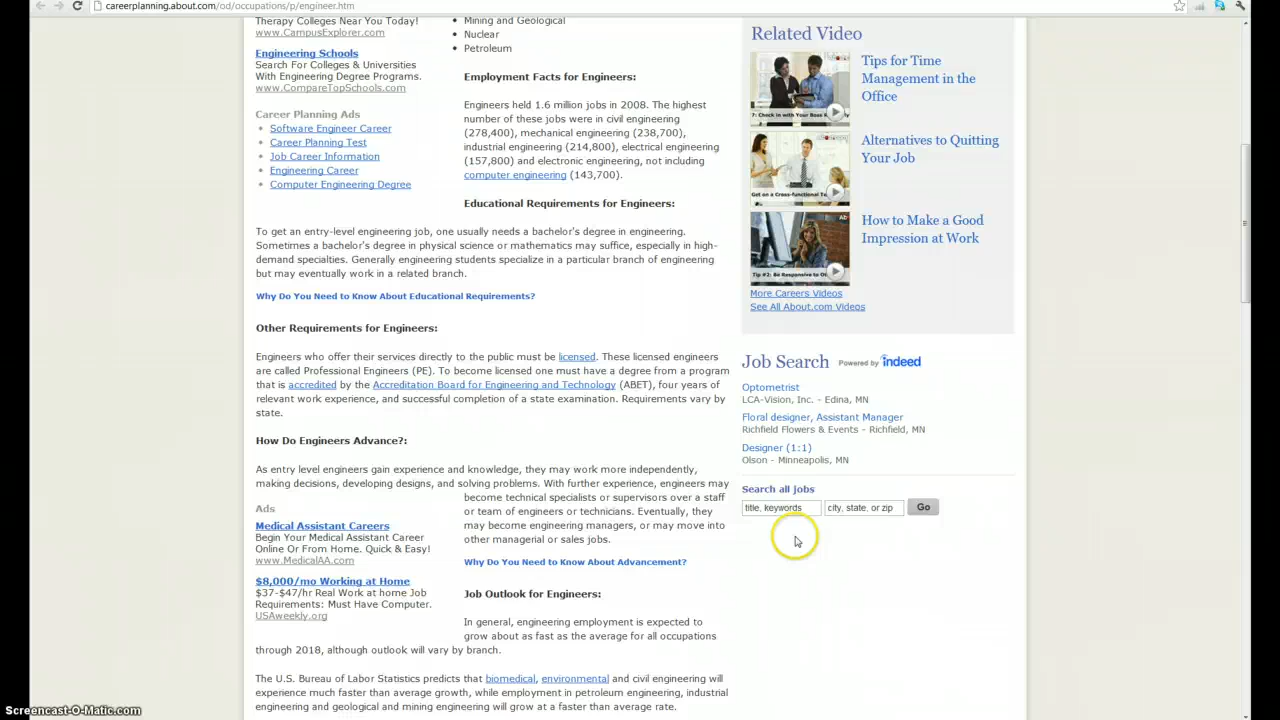 careerplanning.about.com/od/occupations/p/engineer.htm
Therapy Colleges Near You Today!
www.CampusExplorer.com
Engineering Schools
Search For Colleges & Universities
With Engineering Degree Programs.
www.CompareTopSchools.com
Career Planning Ads
Software Engineer Career
Career Planning Test
Job Career Information
Engineering Career
Computer Engineering Degree
Mining and Geological
Nuclear
Petroleum
Employment Facts for Engineers:
Engineers held 1.6 million jobs in 2008. The highest
number of these jobs were in civil engineering
(278,400), mechanical engineering (238,700),
industrial engineering (214,800), electrical engineering
(157,800) and electronic engineering, not including
computer engineering (143,700).
Educational Requirements for Engineers:
To get an entry-level engineering job, one usually needs a bachelor's degree in engineering.
Sometimes a bachelor's degree in physical science or mathematics may suffice, especially in high-
demand specialties. Generally engineering students specialize in a particular branch of engineering
but may eventually work in a related branch.
Why Do You Need to Know About Educational Requirements?
Other Requirements for Engineers:
Engineers who offer their services directly to the public must be licensed. These licensed engineers
are called Professional Engineers (PE). To become licensed one must have a degree from a program
that is accredited by the Accreditation Board for Engineering and Technology (ABET), four years of
relevant work experience, and successful completion of a state examination. Requirements vary by
state.
How Do Engineers Advance?:
As entry level engineers gain experience and knowledge, they may work more independently,
making decisions, developing designs, and solving problems. With further experience, engineers may
become technical specialists or supervisors over a staff
or team of engineers or technicians. Eventually, they
may become engineering managers, or may move into
other managerial or sales jobs.
Ads
Medical Assistant Careers
Begin Your Medical Assistant Career
Online Or From Home. Quick & Easy!
www.MedicalAA.com
$8,000/mo Working at Home
$37-$47/hr Real Work at home Job
Requirements: Must Have Computer.
USAweekly.org
Why Do You Need to Know About Advancement?
Job Outlook for Engineers:
In general, engineering employment is expected to
grow about as fast as the average for all occupations
through 2018, although outlook will vary by branch.
The U.S. Bureau of Labor Statistics predicts that biomedical, environmental and civil engineering will
experience much faster than average growth, while employment in petroleum engineering, industrial
engineering and geological and mining engineering will grow at a faster than average rate.
Related Video
7: Check in with Your Boss
Tips for Time
Management in the
Office
Get on a Cross-functional
Alternatives to Quitting
Your Job
Tip #2: Be Responsive to
How to Make a Good
Impression at Work
More Careers Videos
See All About.com Videos
Job Search Powered by indeed
Optometrist
LCA-Vision, Inc. - Edina, MN
Floral designer, Assistant Manager
Richfield Flowers & Events - Richfield, MN
Designer (1:1)
Olson - Minneapolis, MN
Search all jobs
title, keywords city, state, or zip Go
Screencast-O-Matic.com